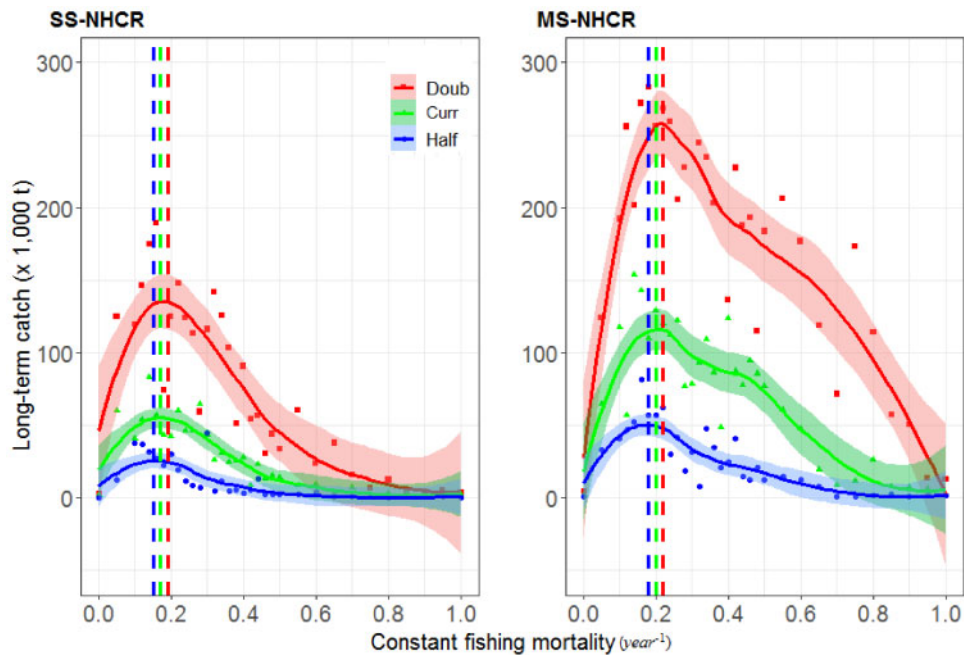 SS-NHCR
MS-NHCR
Long-term catch (x 1,000 t)
300
200
100
0
Doub
Curr
Half
0.0 0.2 0.4 0.6 0.8 1.0
300
200
100
0
0.0 0.2 0.4 0.6 0.8 1.0
Constant fishing mortality (year⁻¹)